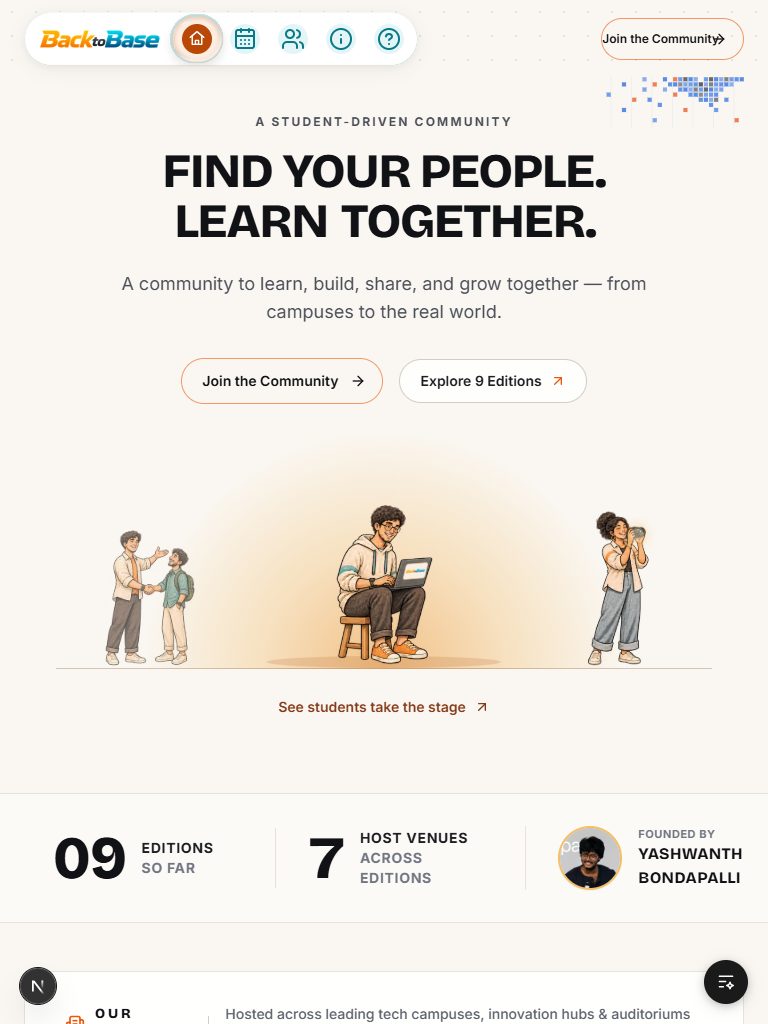 BacktoBase
Join the Community
A STUDENT-DRIVEN COMMUNITY
FIND YOUR PEOPLE.
LEARN TOGETHER.
A community to learn, build, share, and grow together — from
campuses to the real world.
Join the Community
Explore 9 Editions
See students take the stage
09
EDITIONS
SO FAR
7
HOST VENUES
ACROSS
EDITIONS
FOUNDED BY
YASHWANTH
BONDAPALLI
N
OUR
Hosted across leading tech campuses, innovation hubs & auditoriums